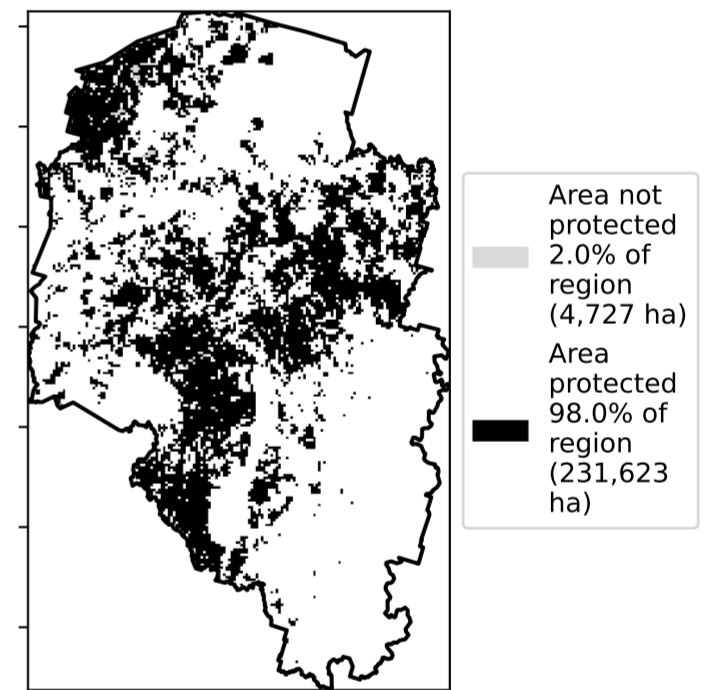 Area not
protected
2.0% of
region
(4,727 ha)
Area
protected
98.0% of
region
(231,623
ha)